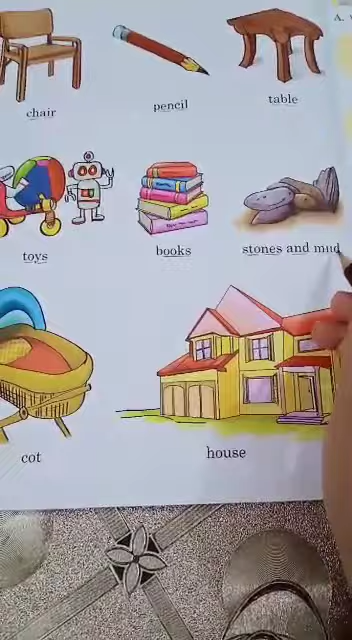 A.
chair
pencil
table
toys
books
stones and mud
cot
house